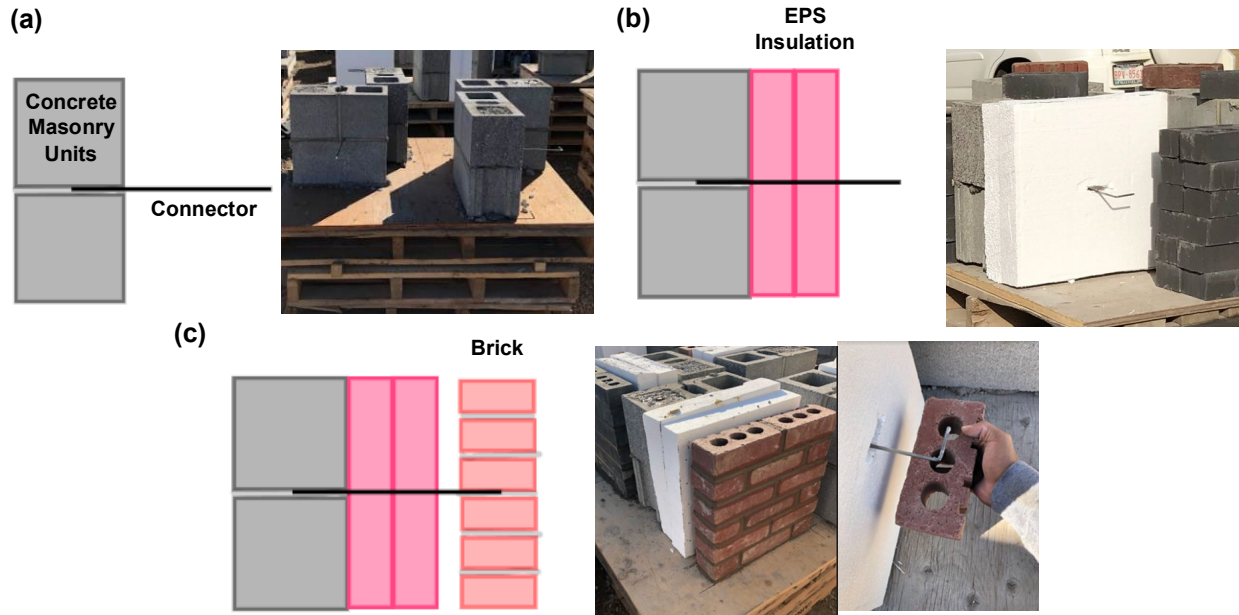 (a)
Concrete
Masonry
Units
Connector
(b)
EPS
Insulation
(c)
Brick